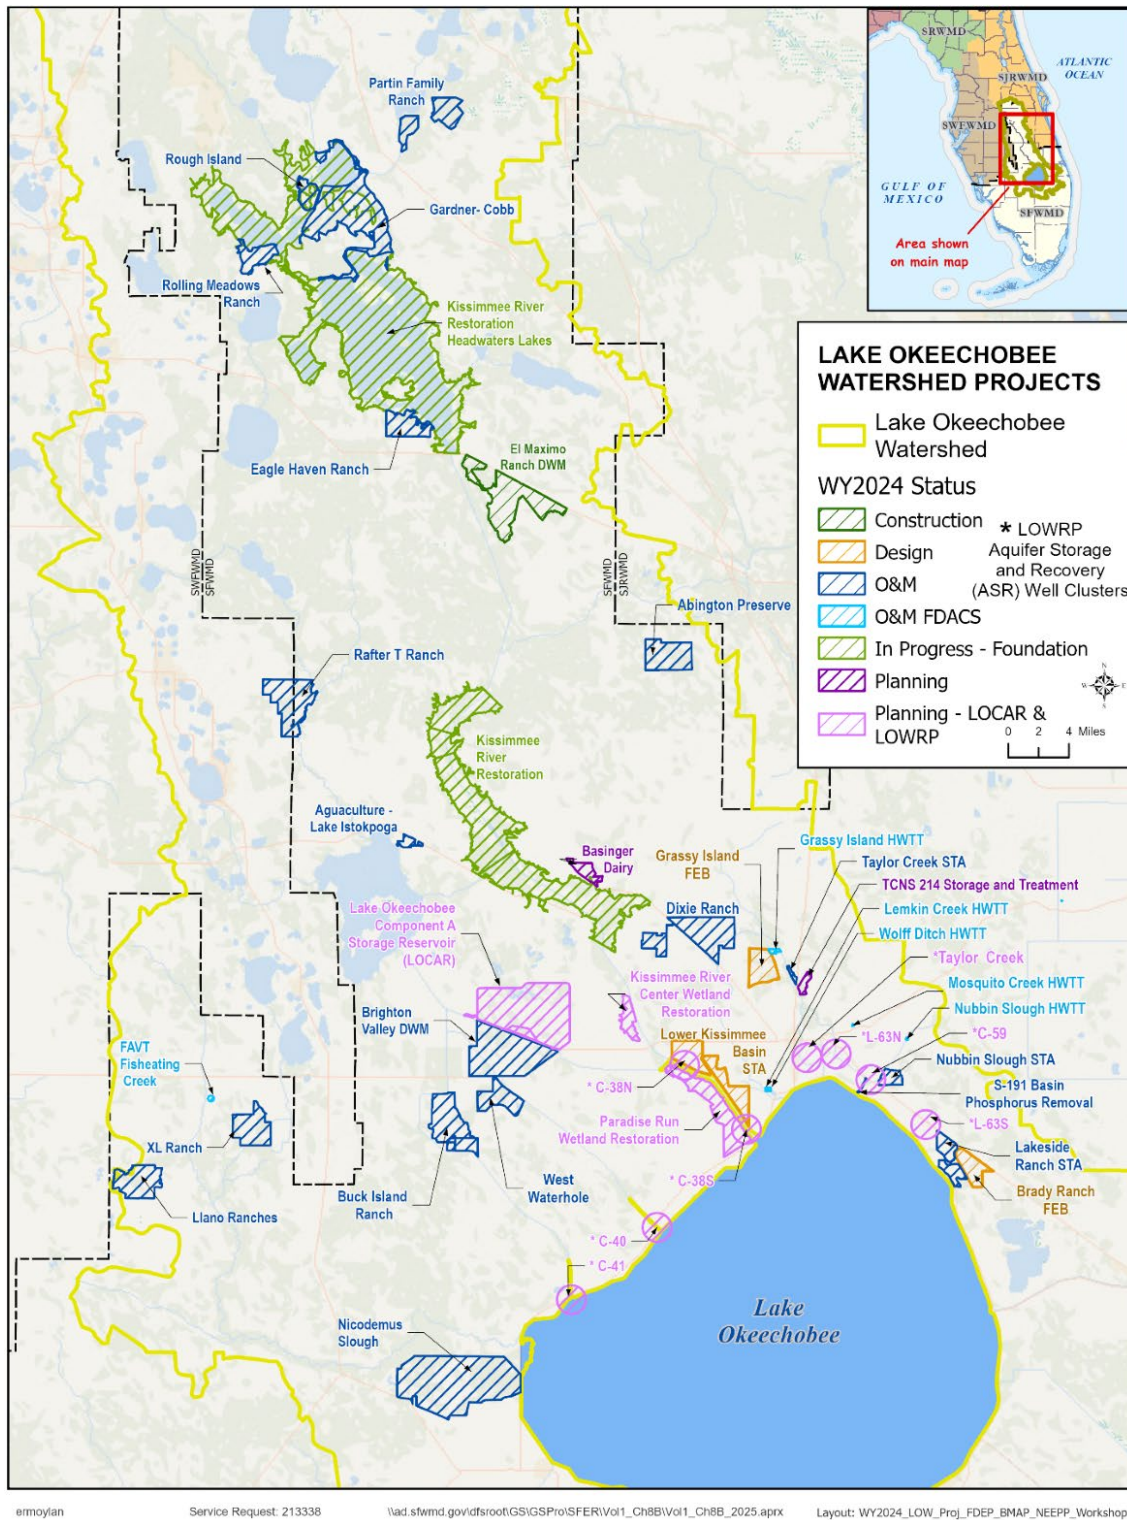 Partin Family
Ranch
Rough Island
Gardner- Cobb
Rolling Meadows
Ranch
Kissimmee River
Restoration
Headwaters Lakes
Eagle Haven Ranch
El Maximo
Ranch DWM
SWFWMD
SFWMD
SFWMD
SJRWMD
Abington Preserve
Rafter T Ranch
Kissimmee
River
Restoration
Aguaculture -
Lake Istokpoga
Basinger
Dairy
Grassy Island
FEB
Grassy Island HWTT
Taylor Creek STA
TCNS 214 Storage and Treatment
Lemkin Creek HWTT
Wolff Ditch HWTT
*Taylor Creek
Mosquito Creek HWTT
Nubbin Slough HWTT
*L-63N
*C-59
Nubbin Slough STA
S-191 Basin
Phosphorus Removal
*L-63S
Lakeside
Ranch STA
Brady Ranch
FEB
Dixie Ranch
Lake Okeechobee
Component A
Storage Reservoir
(LOCAR)
Kissimmee River
Center Wetland
Restoration
Brighton
Valley DWM
Lower Kissimmee
Basin
STA
* C-38N
Paradise Run
Wetland Restoration
* C-38S
FAVT
Fisheating
Creek
XL Ranch
Llano Ranches
Buck Island
Ranch
West
Waterhole
* C-40
* C-41
Nicodemus
Slough
Lake
Okeechobee
SRWMD
SJRWMD
SWFWMD
SFWMD
ATLANTIC
OCEAN
GULF OF
MEXICO
Area shown
on main map
LAKE OKEECHOBEE
WATERSHED PROJECTS
Lake Okeechobee
Watershed
WY2024 Status
Construction
Design
O&M
O&M FDACS
In Progress - Foundation
Planning
Planning - LOCAR &
LOWRP
* LOWRP
Aquifer Storage
and Recovery
(ASR) Well Clusters
N
W E
S
0 2 4 Miles
ermoylan
Service Request: 213338
\\ad.sfwmd.gov\dfsroot\GS\GSPro\SFER\Vol1_Ch8B\Vol1_Ch8B_2025.aprx
Layout: WY2024_LOW_Proj_FDEP_BMAP_NEEPP_Workshop